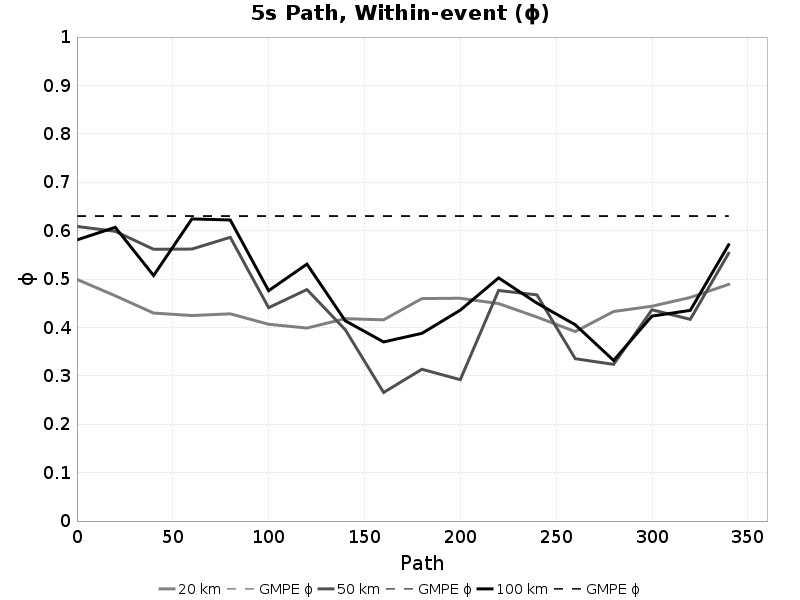 5s Path, Within-event (ϕ)
1
0.9
0.8
0.7
0.6
0.5
0.4
0.3
0.2
0.1
0
ϕ
0 50 100 150 200 250 300 350
Path
20 km GMPE ϕ 50 km GMPE ϕ 100 km GMPE ϕ